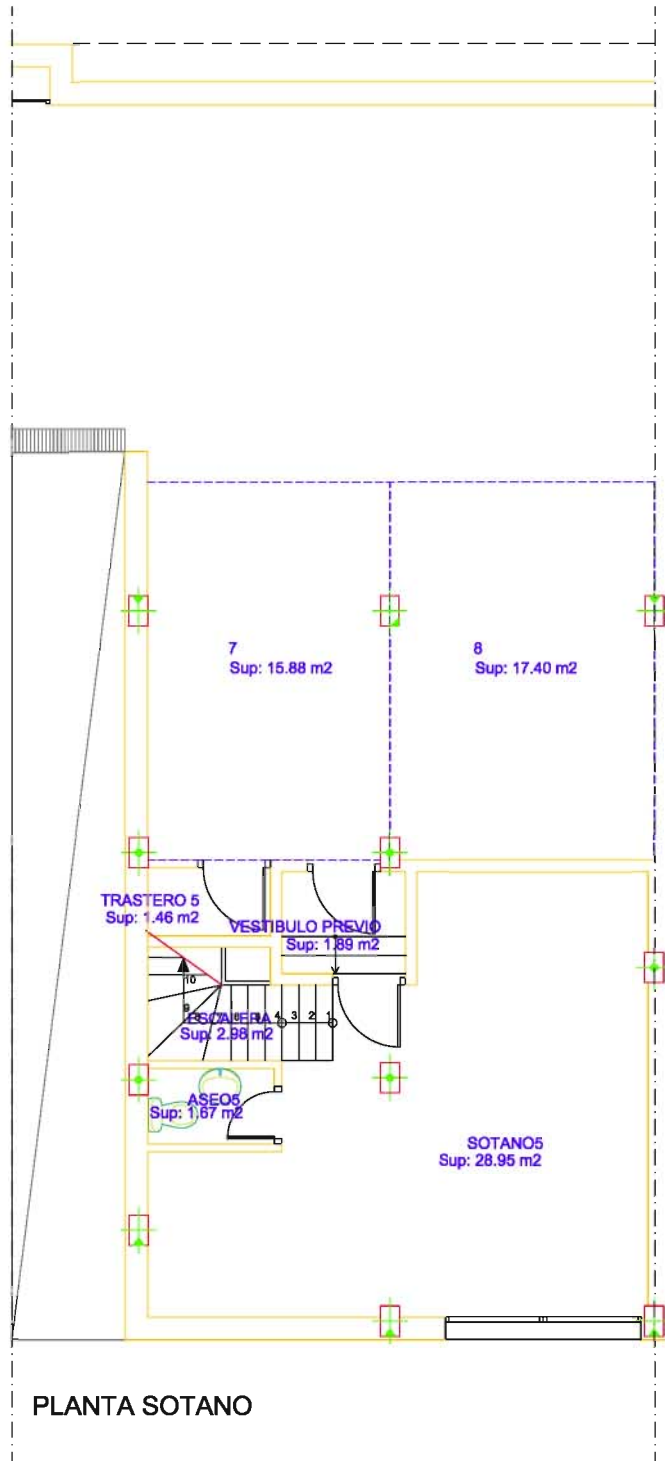 7
Sup: 15.88 m2
8
Sup: 17.40 m2
TRASTERO 5
Sup: 1.46 m2
VESTIBULO PREVIO
Sup: 1.89 m2
10
9
ESCALERA
4 3 2 1
Sup: 2.98 m2
ASEO5
Sup: 1.67 m2
SOTANO5
Sup: 28.95 m2
PLANTA SOTANO